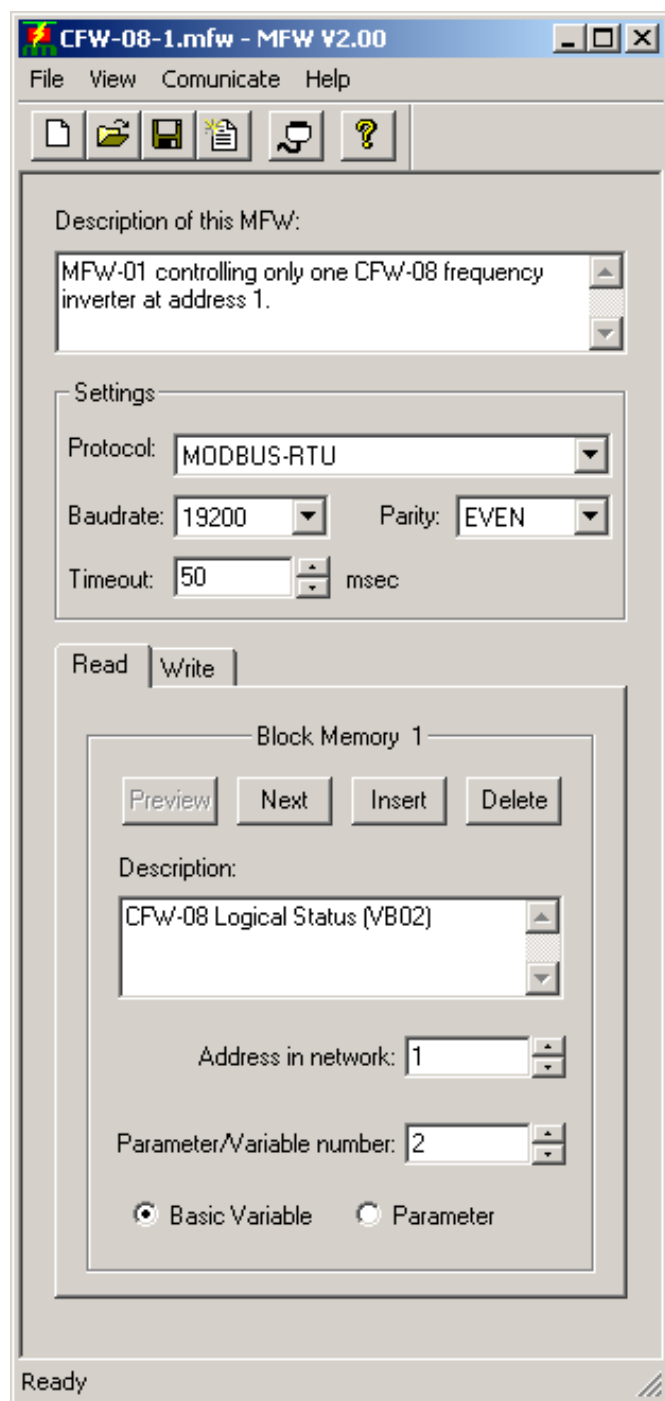 CFW-08-1.mfw - MFW V2.00
File View Comunicate Help
Description of this MFW:
MFW-01 controlling only one CFW-08 frequency
inverter at address 1.
Settings
Protocol: MODBUS-RTU
Baudrate: 19200 Parity: EVEN
Timeout: 50 msec
Read Write
Block Memory 1
Preview Next Insert Delete
Description:
CFW-08 Logical Status (VB02)
Address in network: 1
Parameter/Variable number: 2
Basic Variable Parameter
Ready